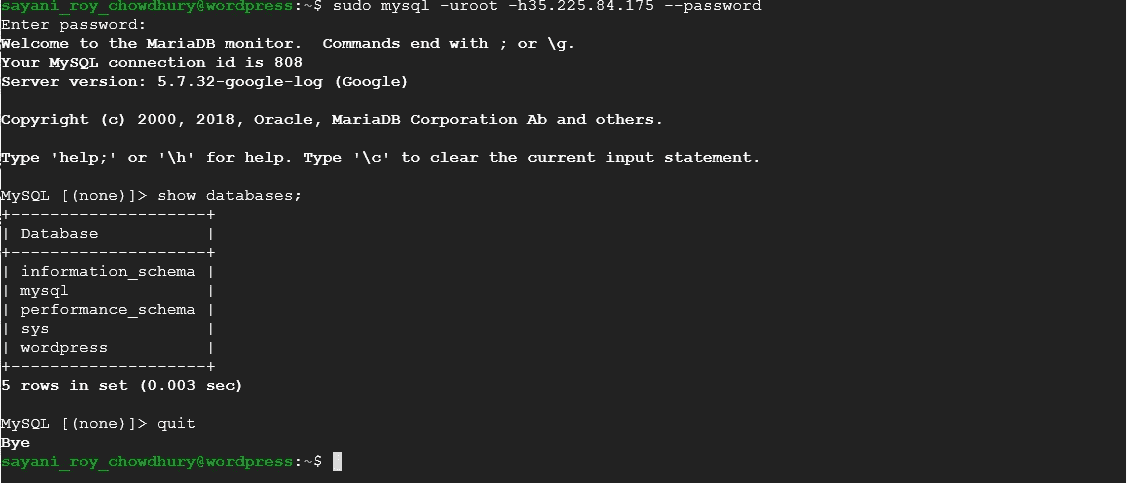 sayani_roy_chowdhury@wordpress:~$ sudo mysql -uroot -h35.225.84.175 --password
Enter password:
Welcome to the MariaDB monitor.  Commands end with ; or \g.
Your MySQL connection id is 808
Server version: 5.7.32-google-log (Google)
Copyright (c) 2000, 2018, Oracle, MariaDB Corporation Ab and others.
Type 'help;' or '\h' for help. Type '\c' to clear the current input statement.
MySQL [(none)]> show databases;
+--------------------+
| Database           |
+--------------------+
| information_schema |
| mysql              |
| performance_schema |
| sys                |
| wordpress          |
+--------------------+
5 rows in set (0.003 sec)
MySQL [(none)]> quit
Bye
sayani_roy_chowdhury@wordpress:~$